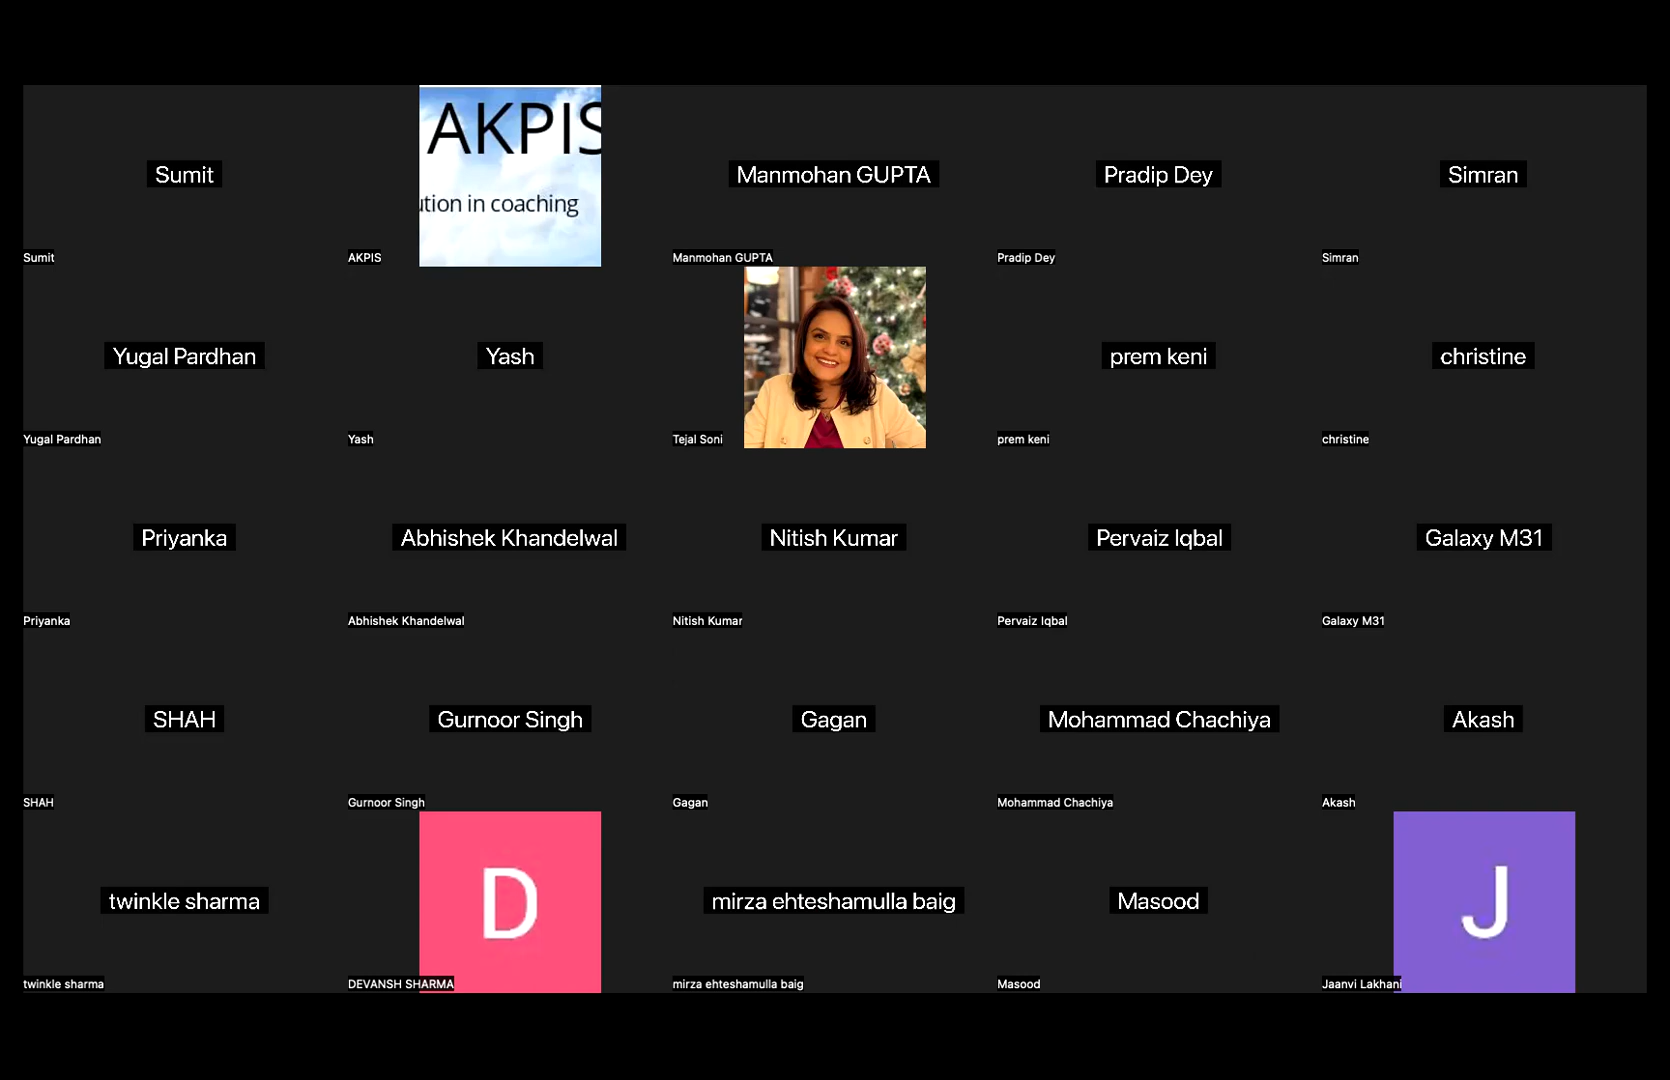 Sumit
Sumit
AKPIS
ution in coaching
AKPIS
Manmohan GUPTA
Manmohan GUPTA
Pradip Dey
Pradip Dey
Simran
Simran
Yugal Pardhan
Yugal Pardhan
Yash
Yash
Tejal Soni
prem keni
prem keni
christine
christine
Priyanka
Priyanka
Abhishek Khandelwal
Abhishek Khandelwal
Nitish Kumar
Nitish Kumar
Pervaiz Iqbal
Pervaiz Iqbal
Galaxy M31
Galaxy M31
SHAH
SHAH
Gurnoor Singh
Gurnoor Singh
Gagan
Gagan
Mohammad Chachiya
Mohammad Chachiya
Akash
Akash
twinkle sharma
twinkle sharma
D
DEVANSH SHARMA
mirza ehteshamulla baig
mirza ehteshamulla baig
Masood
Masood
J
Jaanvi Lakhani